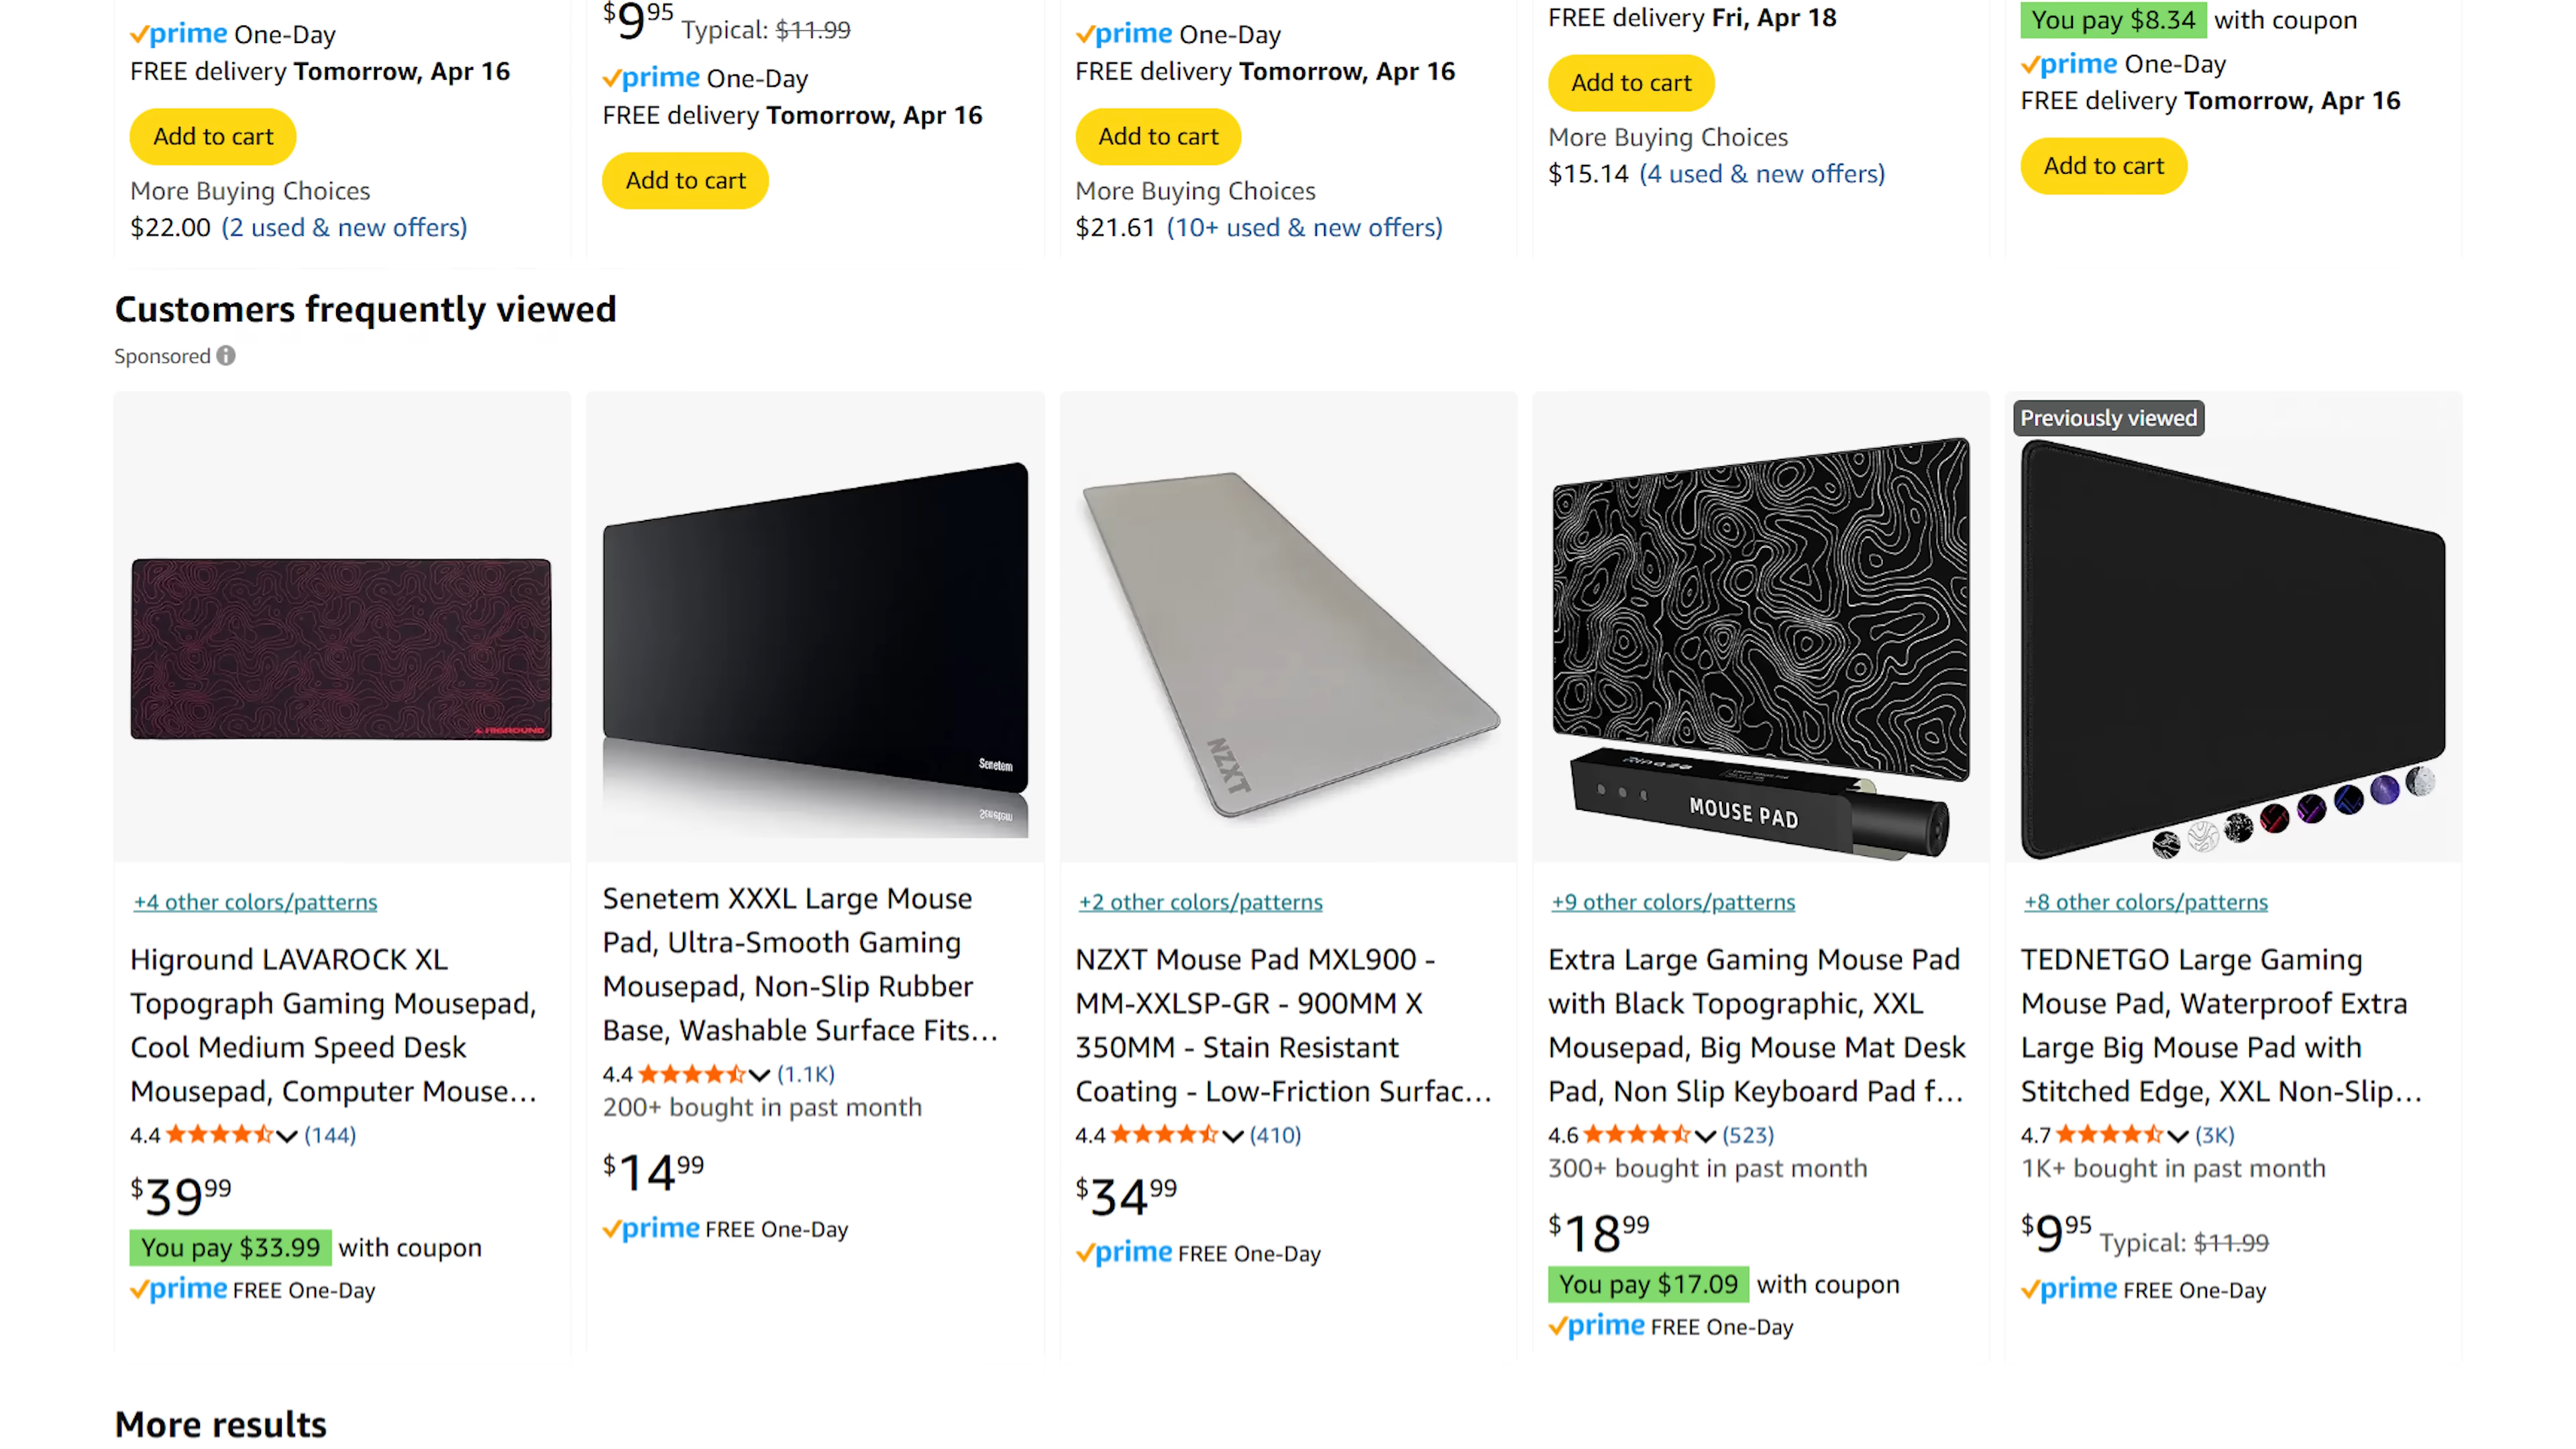 prime One-Day
FREE delivery Tomorrow, Apr 16
Add to cart
More Buying Choices
$22.00 (2 used & new offers)
$9.95 Typical: $11.99
prime One-Day
FREE delivery Tomorrow, Apr 16
Add to cart
prime One-Day
FREE delivery Tomorrow, Apr 16
Add to cart
More Buying Choices
$21.61 (10+ used & new offers)
FREE delivery Fri, Apr 18
Add to cart
More Buying Choices
$15.14 (4 used & new offers)
You pay $8.34 with coupon
prime One-Day
FREE delivery Tomorrow, Apr 16
Add to cart
Customers frequently viewed
Sponsored
HIGROUND
+4 other colors/patterns
Higround LAVAROCK XL
Topograph Gaming Mousepad,
Cool Medium Speed Desk
Mousepad, Computer Mouse...
4.4 (144)
$39.99
You pay $33.99 with coupon
prime FREE One-Day
Senetem
Senetem
Senetem XXXL Large Mouse
Pad, Ultra-Smooth Gaming
Mousepad, Non-Slip Rubber
Base, Washable Surface Fits...
4.4 (1.1K)
200+ bought in past month
$14.99
prime FREE One-Day
NZXT
+2 other colors/patterns
NZXT Mouse Pad MXL900 -
MM-XXLSP-GR - 900MM X
350MM - Stain Resistant
Coating - Low-Friction Surfac...
4.4 (410)
$34.99
prime FREE One-Day
MOUSE PAD
+9 other colors/patterns
Extra Large Gaming Mouse Pad
with Black Topographic, XXL
Mousepad, Big Mouse Mat Desk
Pad, Non Slip Keyboard Pad f...
4.6 (523)
300+ bought in past month
$18.99
You pay $17.09 with coupon
prime FREE One-Day
Previously viewed
+8 other colors/patterns
TEDNETGO Large Gaming
Mouse Pad, Waterproof Extra
Large Big Mouse Pad with
Stitched Edge, XXL Non-Slip...
4.7 (3K)
1K+ bought in past month
$9.95 Typical: $11.99
prime FREE One-Day
More results